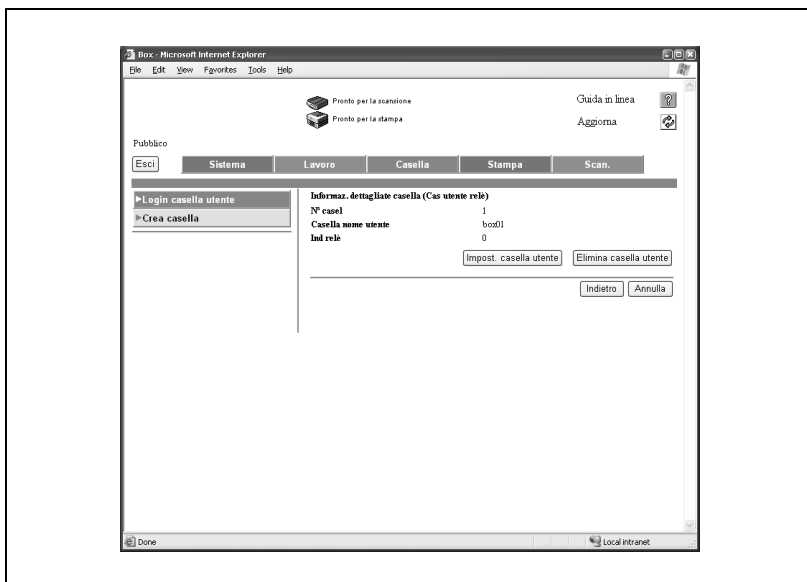 Box - Microsoft Internet Explorer
File Edit View Favorites Tools Help
Pronto per la scansione
Guida in linea ?
Pronto per la stampa
Aggiorna
Pubblico
Esci Sistema Lavoro Casella Stampa Scan.
Login casella utente
Crea casella
Informaz. dettagliate casella (Cas utente relè)
N° casel 1
Casella nome utente box01
Ind relè 0
Impost. casella utente Elimina casella utente
Indietro Annulla
Done Local intranet